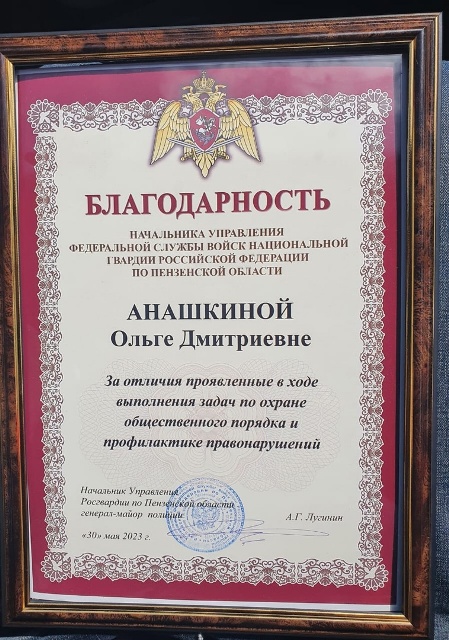 БЛАГОДАРНОСТЬ
НАЧАЛЬНИКА УПРАВЛЕНИЯ
ФЕДЕРАЛЬНОЙ СЛУЖБЫ ВОЙСК НАЦИОНАЛЬНОЙ
ГВАРДИИ РОССИЙСКОЙ ФЕДЕРАЦИИ
ПО ПЕНЗЕНСКОЙ ОБЛАСТИ
АНАШКИНОЙ
Ольге Дмитриевне
За отличия проявленные в ходе
выполнения задач по охране
общественного порядка и
профилактике правонарушений
Начальник Управления
Росгвардии по Пензенской области
генерал-майор полиции
А.Г. Лугинин
«30» мая 2023 г.